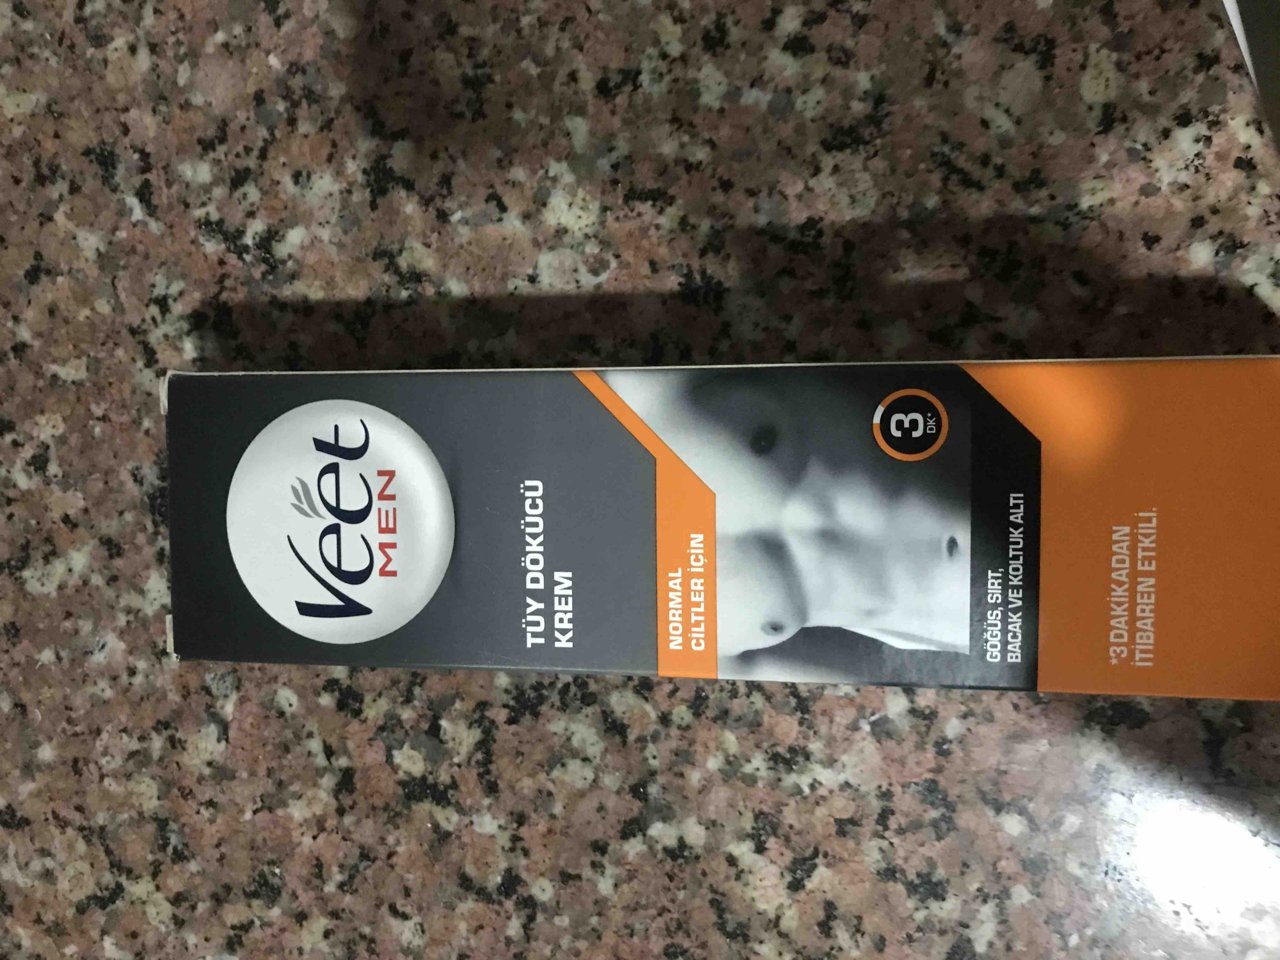 Veet
MEN
TÜY DÖKÜCÜ
KREM
NORMAL
CİLTLER İÇİN
3
DK*
GÖĞÜS, SIRT,
BACAK VE KOLTUK ALTI
*3 DAKİKADAN
İTİBAREN ETKİLİ.